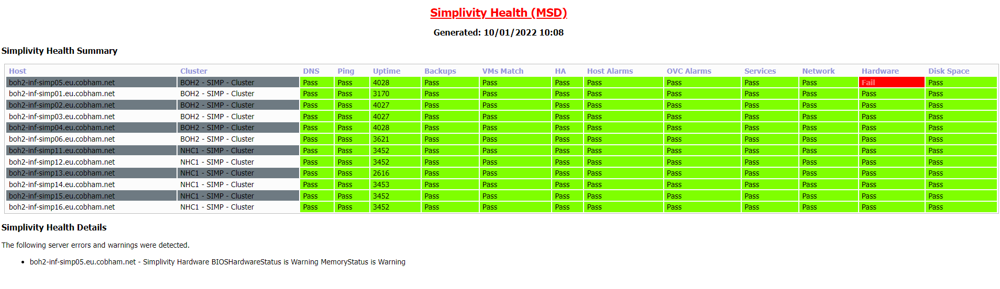 Simplivity Health (MSD)
Generated: 10/01/2022 10:08
Simplivity Health Summary
Host Cluster DNS Ping Uptime Backups VMs Match HA Host Alarms OVC Alarms Services Network Hardware Disk Space
boh2-inf-simp05.eu.cobham.net BOH2 - SIMP - Cluster Pass Pass 4028 Pass Pass Pass Pass Pass Pass Pass Fail Pass
boh2-inf-simp01.eu.cobham.net BOH2 - SIMP - Cluster Pass Pass 3170 Pass Pass Pass Pass Pass Pass Pass Pass Pass
boh2-inf-simp02.eu.cobham.net BOH2 - SIMP - Cluster Pass Pass 4027 Pass Pass Pass Pass Pass Pass Pass Pass Pass
boh2-inf-simp03.eu.cobham.net BOH2 - SIMP - Cluster Pass Pass 4027 Pass Pass Pass Pass Pass Pass Pass Pass Pass
boh2-inf-simp04.eu.cobham.net BOH2 - SIMP - Cluster Pass Pass 4028 Pass Pass Pass Pass Pass Pass Pass Pass Pass
boh2-inf-simp06.eu.cobham.net BOH2 - SIMP - Cluster Pass Pass 3621 Pass Pass Pass Pass Pass Pass Pass Pass Pass
boh2-inf-simp11.eu.cobham.net NHC1 - SIMP - Cluster Pass Pass 3452 Pass Pass Pass Pass Pass Pass Pass Pass Pass
boh2-inf-simp12.eu.cobham.net NHC1 - SIMP - Cluster Pass Pass 3452 Pass Pass Pass Pass Pass Pass Pass Pass Pass
boh2-inf-simp13.eu.cobham.net NHC1 - SIMP - Cluster Pass Pass 2616 Pass Pass Pass Pass Pass Pass Pass Pass Pass
boh2-inf-simp14.eu.cobham.net NHC1 - SIMP - Cluster Pass Pass 3453 Pass Pass Pass Pass Pass Pass Pass Pass Pass
boh2-inf-simp15.eu.cobham.net NHC1 - SIMP - Cluster Pass Pass 3452 Pass Pass Pass Pass Pass Pass Pass Pass Pass
boh2-inf-simp16.eu.cobham.net NHC1 - SIMP - Cluster Pass Pass 3452 Pass Pass Pass Pass Pass Pass Pass Pass Pass
Simplivity Health Details
The following server errors and warnings were detected.
• boh2-inf-simp05.eu.cobham.net - Simplivity Hardware BIOSHardwareStatus is Warning MemoryStatus is Warning